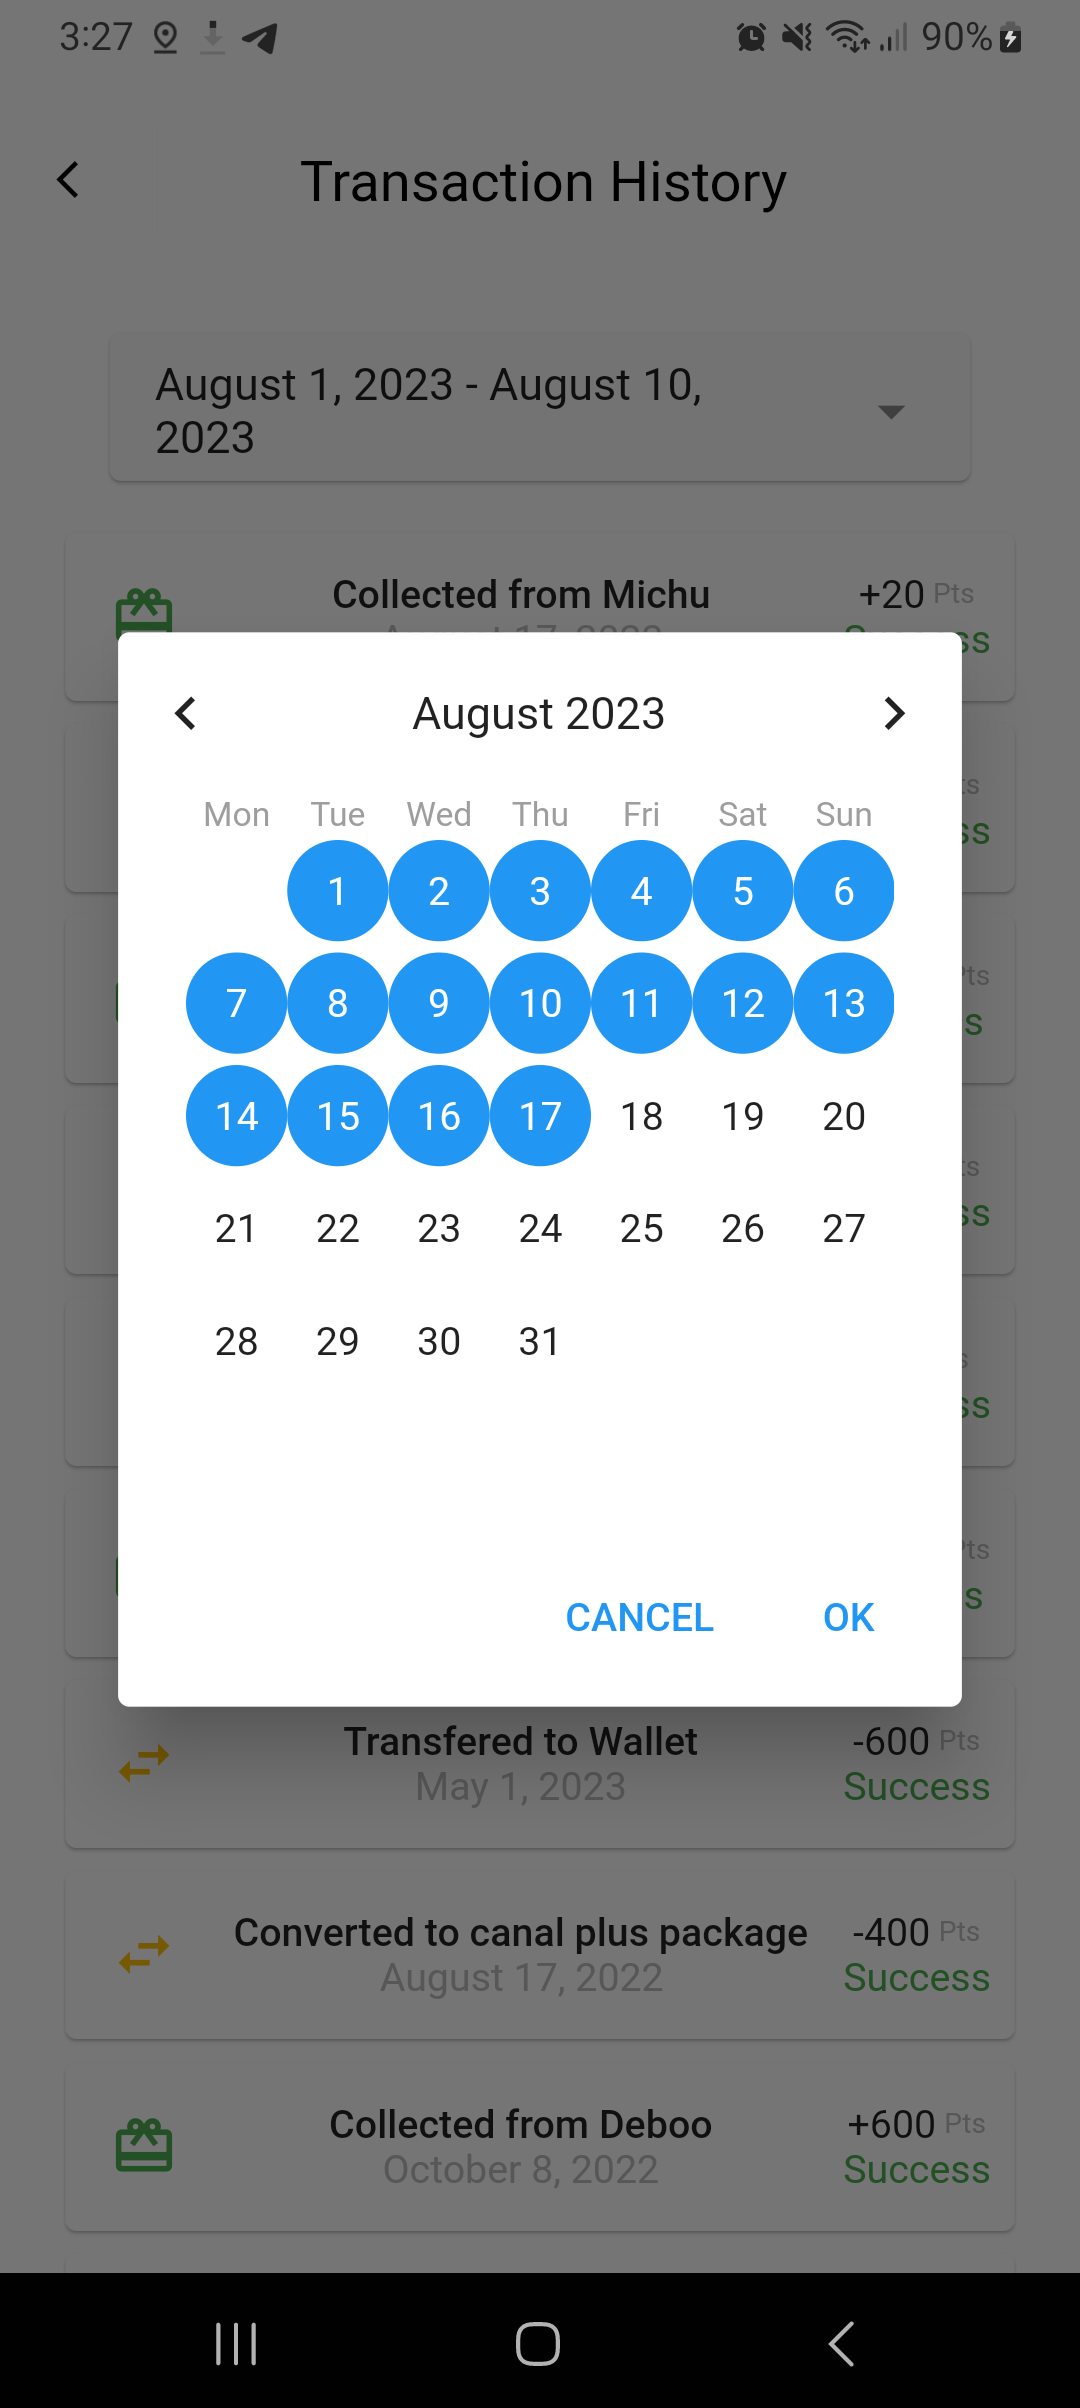 3:27 90%
Transaction History
August 1, 2023 - August 10,
2023
Collected from Michu +20 Pts
August 2023
Mon Tue Wed Thu Fri Sat Sun
1 2 3 4 5 6
7 8 9 10 11 12 13
14 15 16 17 18 19 20
21 22 23 24 25 26 27
28 29 30 31
CANCEL OK
Transfered to Wallet -600 Pts
May 1, 2023 Success
Converted to canal plus package -400 Pts
August 17, 2022 Success
Collected from Deboo +600 Pts
October 8, 2022 Success